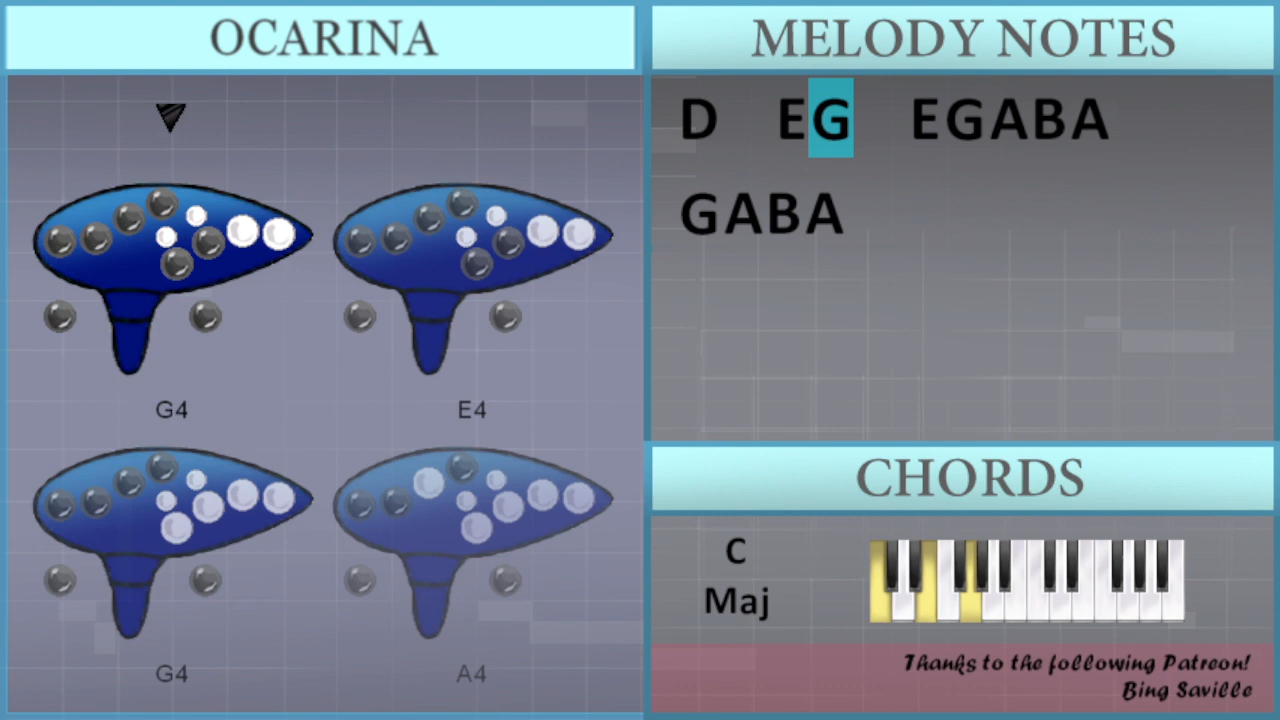 OCARINA
G4 E4
G4 A4
MELODY NOTES
D EG EGABA
GABA
CHORDS
C
Maj
Thanks to the following Patreon!
Bing Saville